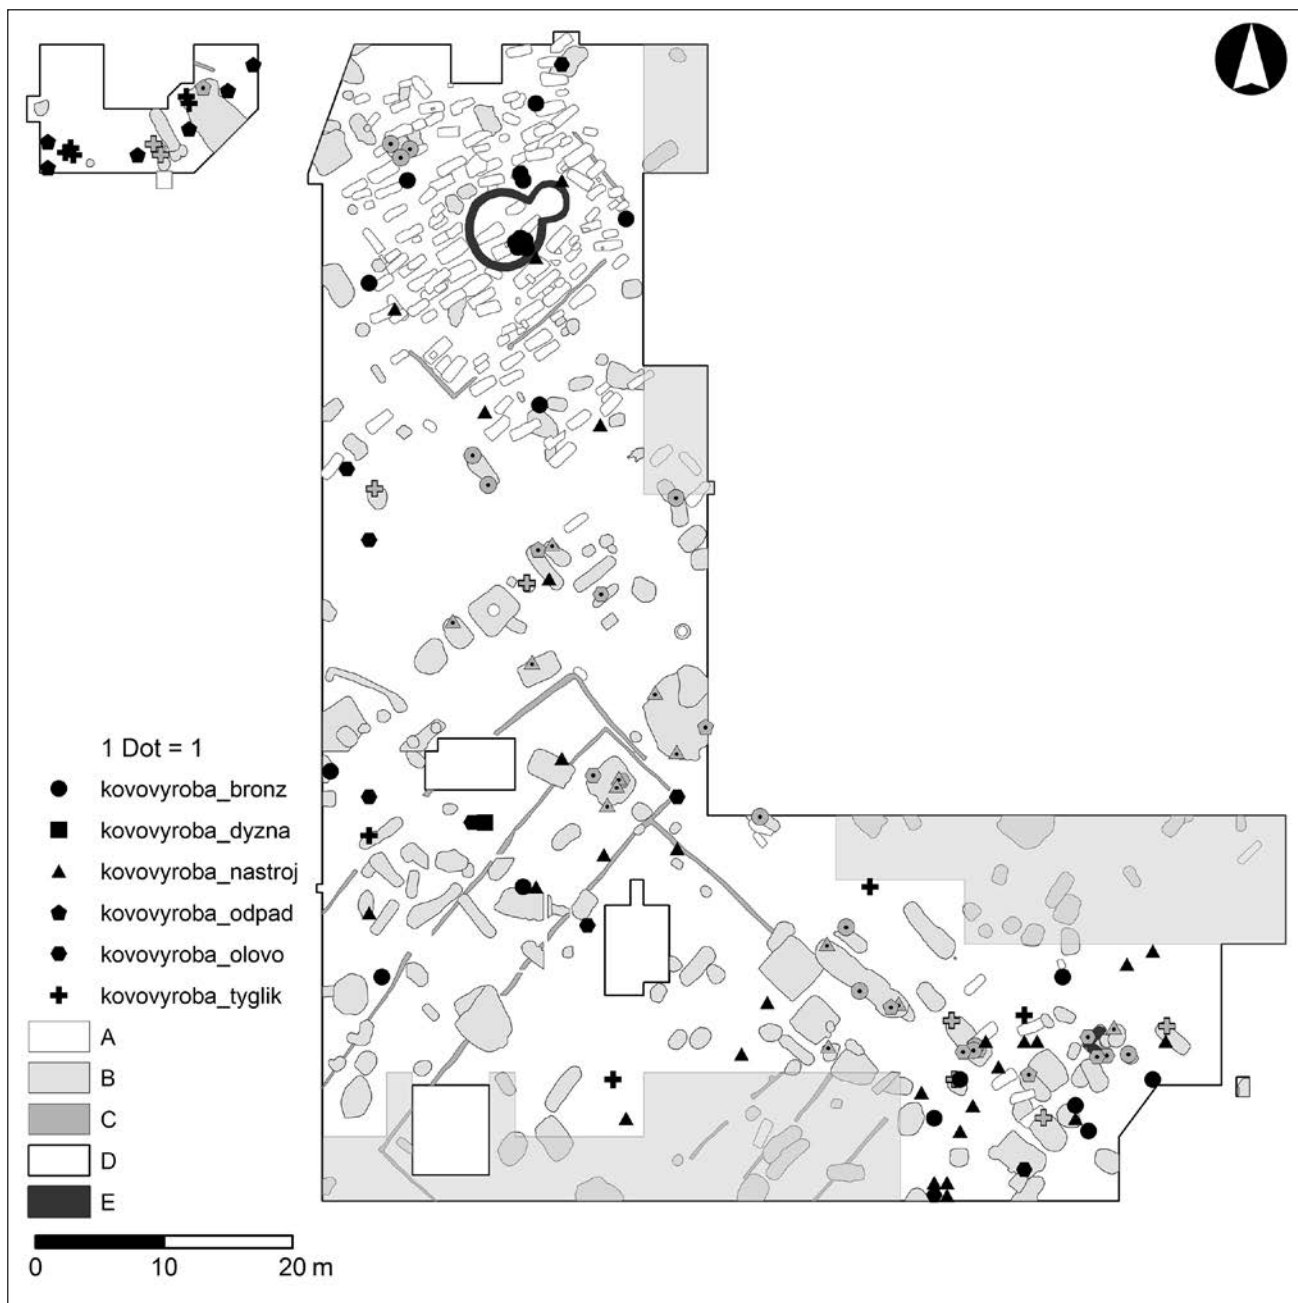 1 Dot = 1
kovovyroba_bronz
kovovyroba_dyzna
kovovyroba_nastroj
kovovyroba_odpad
kovovyroba_olovo
kovovyroba_tyglik
A
B
C
D
E
0 10 20 m